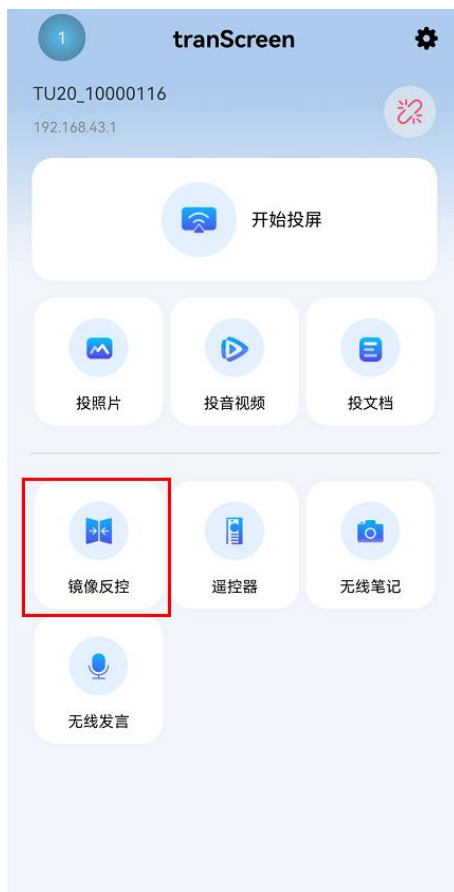 1
tranScreen
TU20_10000116
192.168.43.1
开始投屏
投照片
投音视频
投文档
镜像反控
遥控器
无线笔记
无线发言